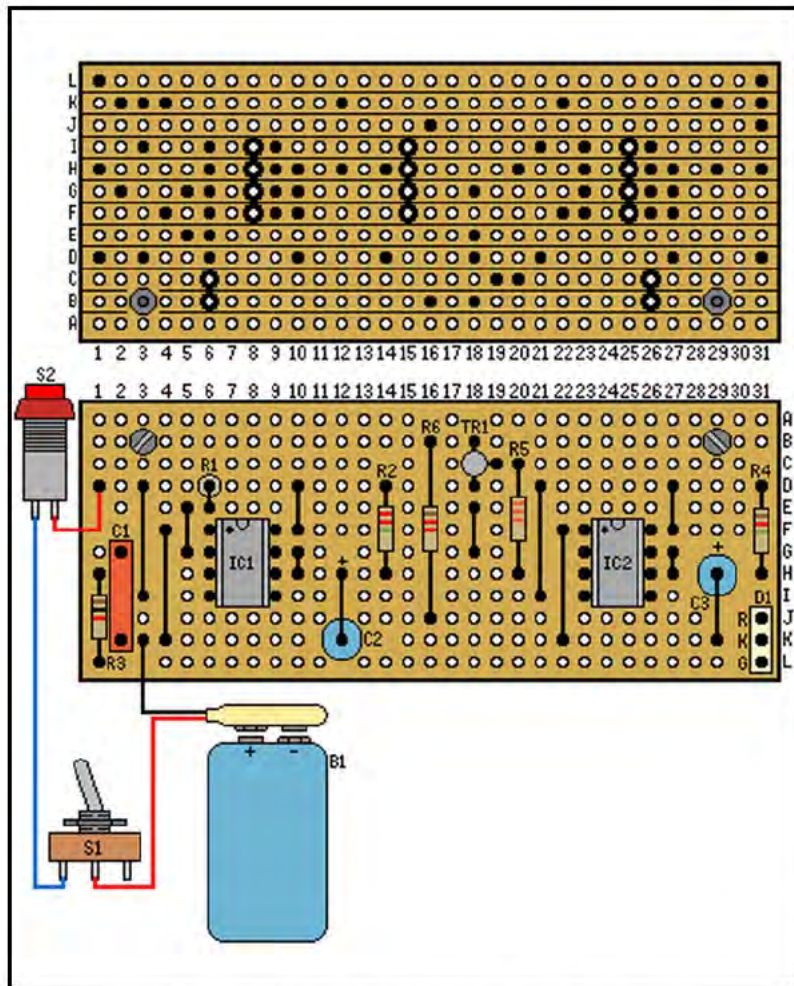 L
K
J
I
H
G
F
E
D
C
B
A
1 2 3 4 5 6 7 8 9 10 11 12 13 14 15 16 17 18 19 20 21 22 23 24 25 26 27 28 29 30 31
S2
1 2 3 4 5 6 7 8 9 10 11 12 13 14 15 16 17 18 19 20 21 22 23 24 25 26 27 28 29 30 31
A
R6 TR1
B
R5
C
R1 R2 R4
D
E
C1
F
+ IC1 + IC2
G
H
C3 D1
I
R J
C2 K K
R3 G L
+ -
B1
S1